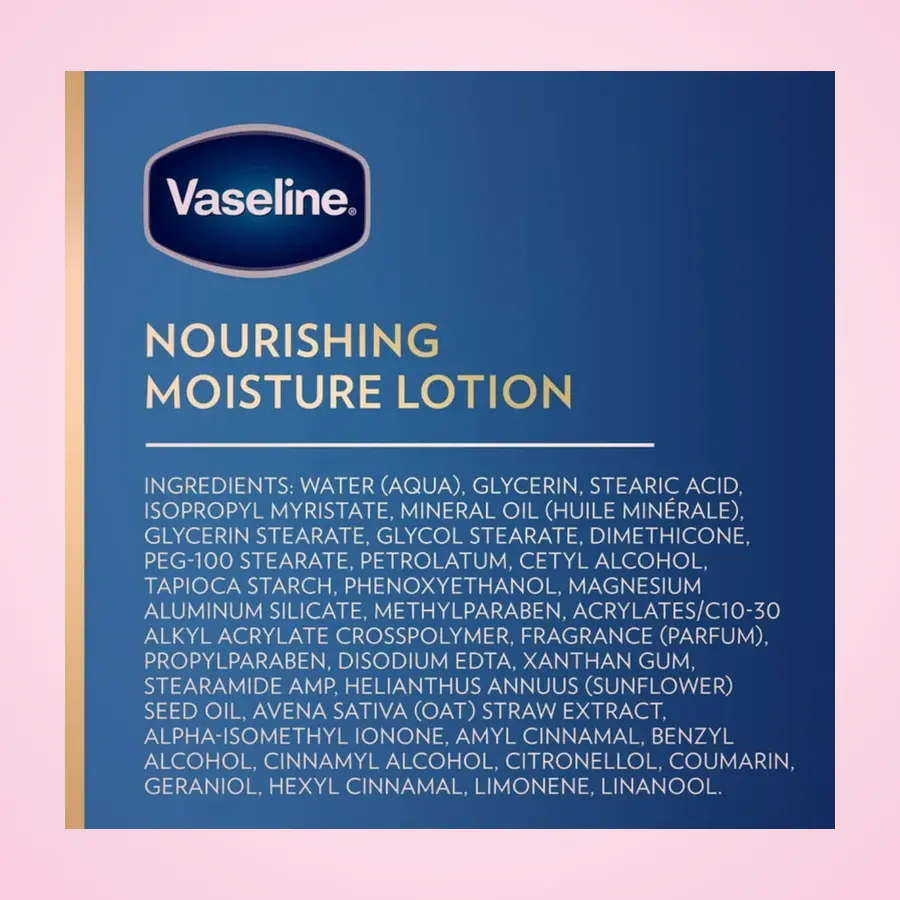 Vaseline®
NOURISHING
MOISTURE LOTION
INGREDIENTS: WATER (AQUA), GLYCERIN, STEARIC ACID,
ISOPROPYL MYRISTATE, MINERAL OIL (HUILE MINÉRALE),
GLYCERIN STEARATE, GLYCOL STEARATE, DIMETHICONE,
PEG-100 STEARATE, PETROLATUM, CETYL ALCOHOL,
TAPIOCA STARCH, PHENOXYETHANOL, MAGNESIUM
ALUMINUM SILICATE, METHYLPARABEN, ACRYLATES/C10-30
ALKYL ACRYLATE CROSSPOLYMER, FRAGRANCE (PARFUM),
PROPYLPARABEN, DISODIUM EDTA, XANTHAN GUM,
STEARAMIDE AMP, HELIANTHUS ANNUUS (SUNFLOWER)
SEED OIL, AVENA SATIVA (OAT) STRAW EXTRACT,
ALPHA-ISOMETHYL IONONE, AMYL CINNAMAL, BENZYL
ALCOHOL, CINNAMYL ALCOHOL, CITRONELLOL, COUMARIN,
GERANIOL, HEXYL CINNAMAL, LIMONENE, LINANOOL.